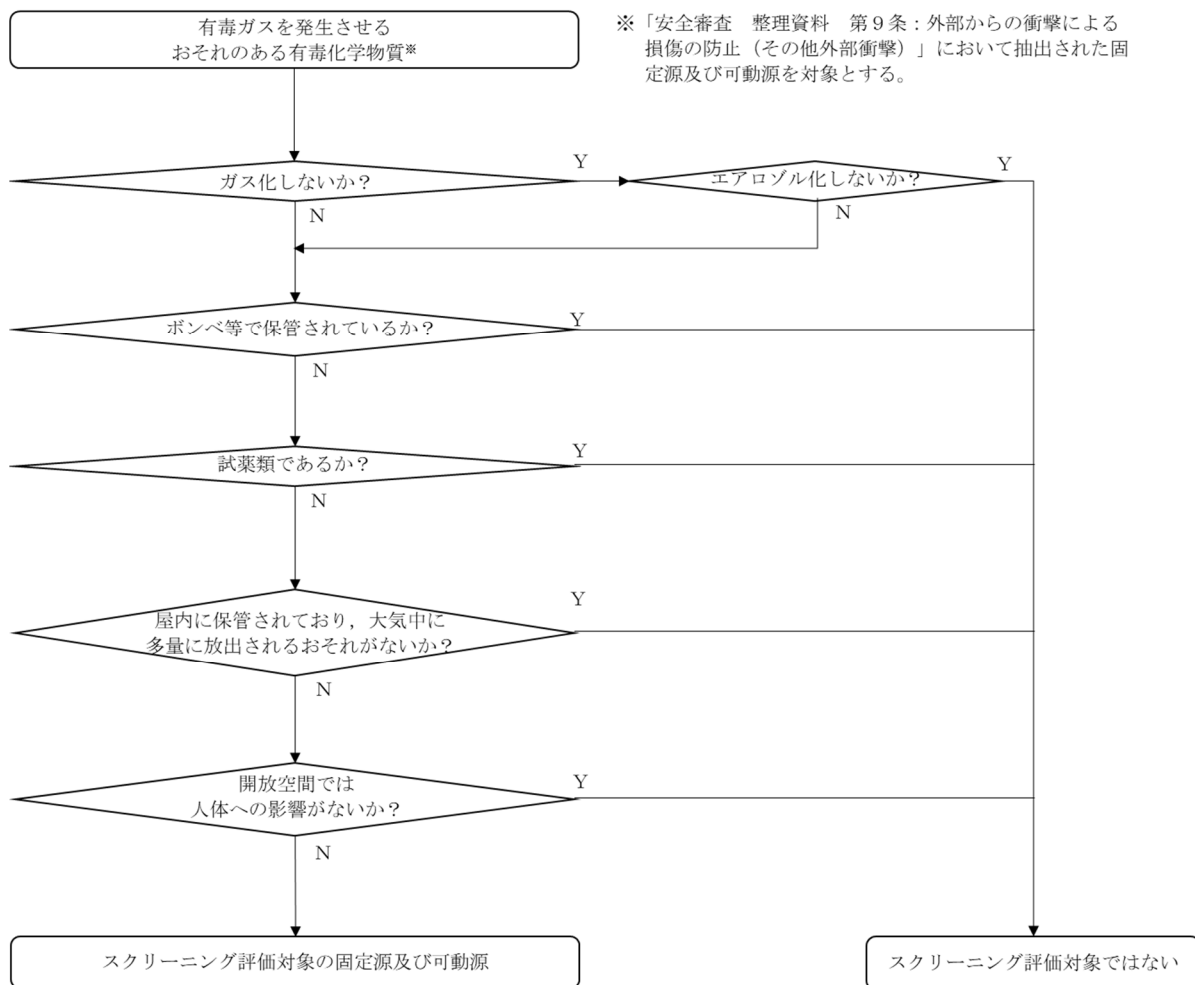 有毒ガスを発生させる
おそれのある有毒化学物質※
※「安全審査　整理資料　第９条：外部からの衝撃による
損傷の防止（その他外部衝撃）」において抽出された固
定源及び可動源を対象とする。
ガス化しないか？
Y
エアロゾル化しないか？
Y
N
N
ボンベ等で保管されているか？
Y
N
試薬類であるか？
Y
N
屋内に保管されており，大気中に
多量に放出されるおそれがないか？
Y
N
開放空間では
人体への影響がないか？
Y
N
スクリーニング評価対象の固定源及び可動源
スクリーニング評価対象ではない